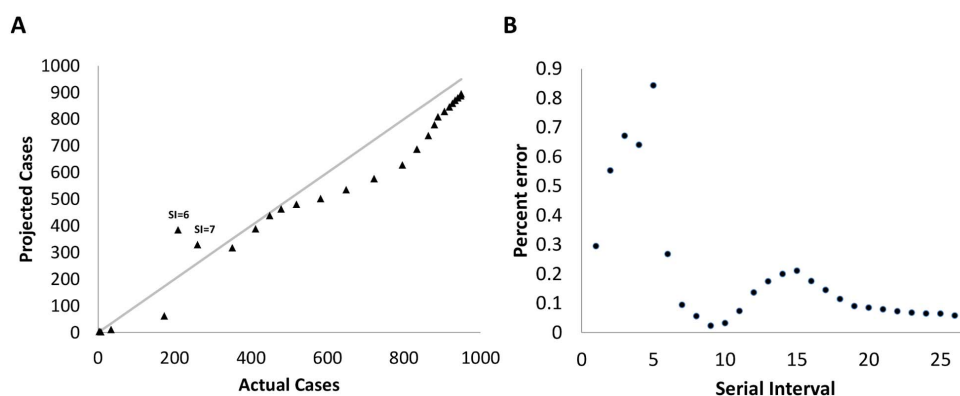 A
1000
900
800
700
600
500
400
300
200
100
0
SI=6
SI=7
0 200 400 600 800 1000
Projected Cases
Actual Cases
B
0.9
0.8
0.7
0.6
0.5
0.4
0.3
0.2
0.1
0
0 5 10 15 20 25
Percent error
Serial Interval